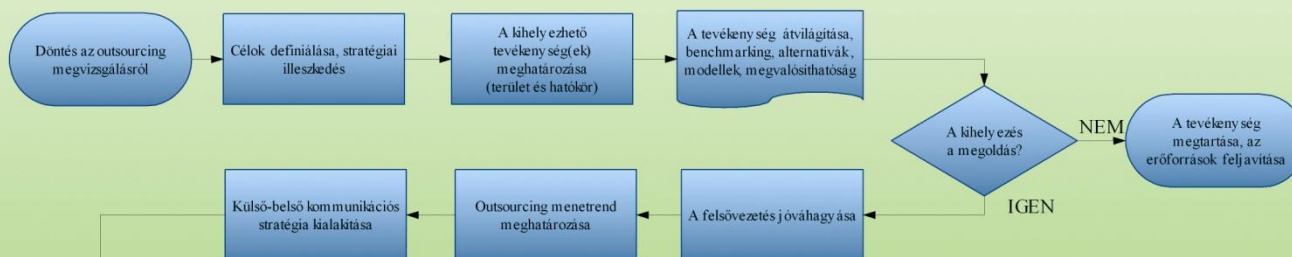 Döntés az outsourcing
megvizsgálásról
Célok definiálása, stratégiai
illeszkedés
A kihelyezhető
tevékenység(ek)
meghatározása
(terület és hatókör)
A tevékenység átvilágítása,
benchmarking, alternatívák,
modellek, megvalósíthatóság
A kihelyezés
a megoldás?
NEM
A tevékenység
megtartása, az
erőforrások feljavítása
IGEN
A felsővezetés jóváhagyása
Outsourcing menetrend
meghatározása
Külső-belső kommunikációs
stratégia kialakítása